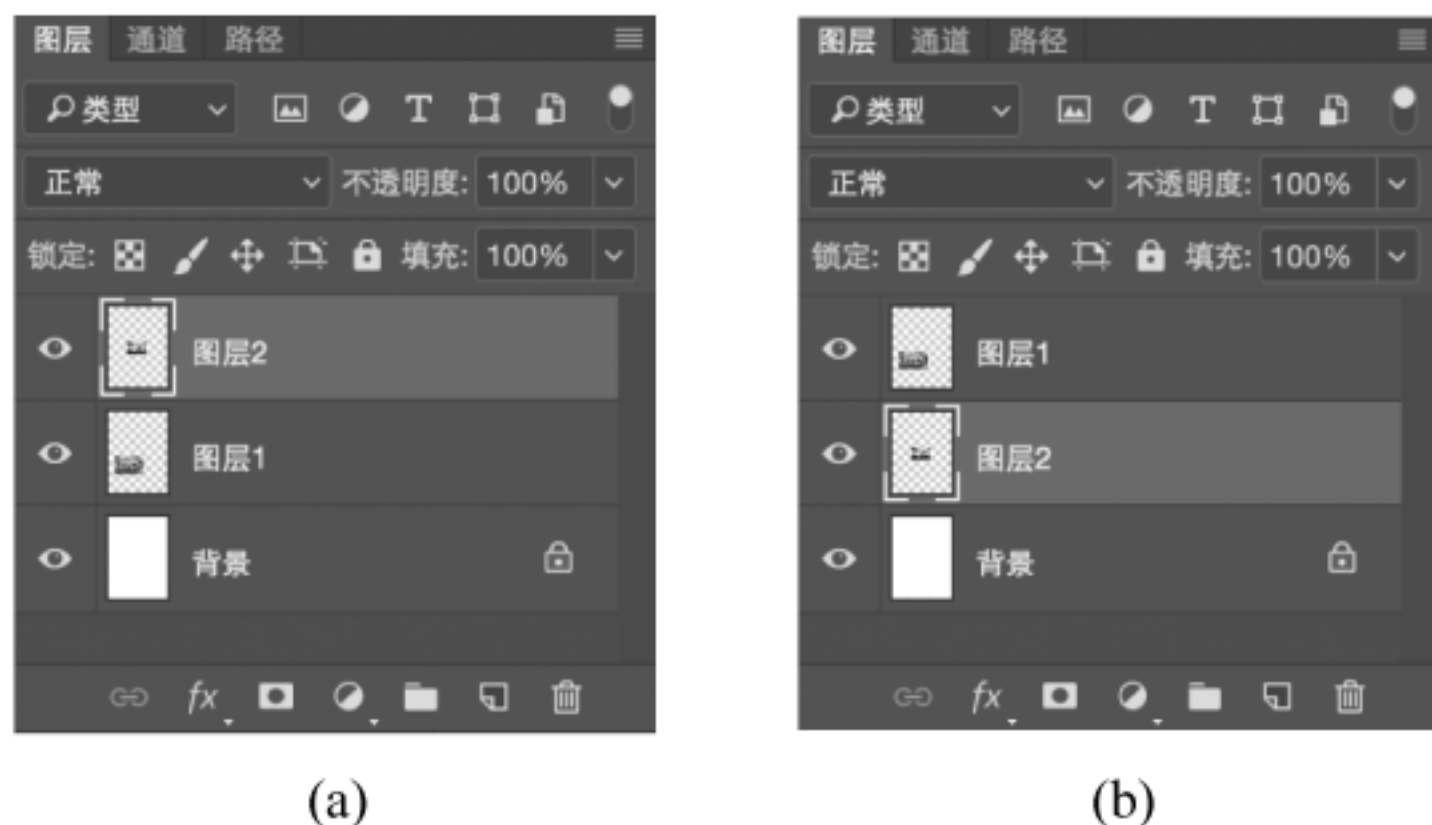 图层 通道 路径
类型
正常 不透明度: 100%
锁定: 填充: 100%
图层2
图层1
背景
fx
(a)
图层 通道 路径
类型
正常 不透明度: 100%
锁定: 填充: 100%
图层1
图层2
背景
fx
(b)